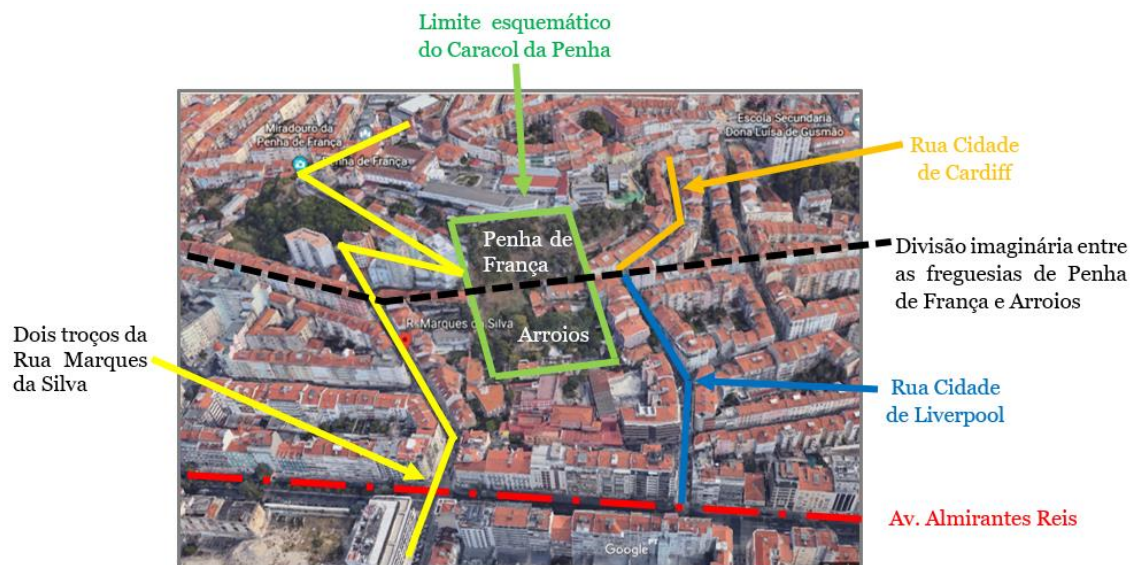 Limite esquemático
do Caracol da Penha
Miradouro da
Penha de França
Penha de França
Escola Secundaria
Dona Luísa de Gusmão
Rua Cidade
de Cardiff
Penha de
França
Divisão imaginária entre
as freguesias de Penha
de França e Arroios
Dois troços da
Rua Marques
da Silva
R. Marques da Silva
Arroios
Rua Cidade
de Liverpool
Av. Almirantes Reis
Google